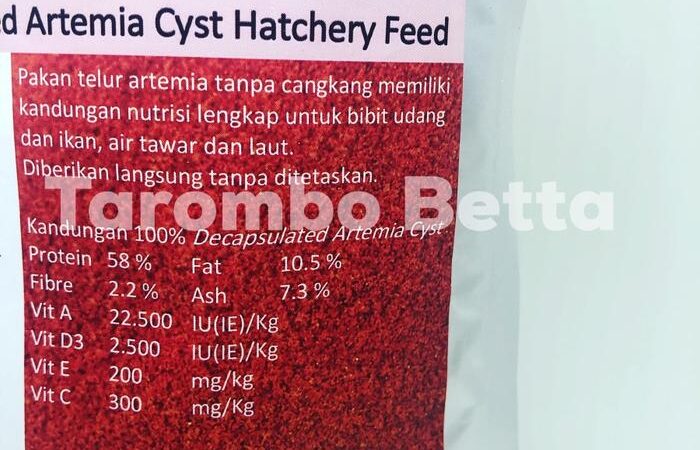 ed Artemia Cyst Hatchery Feed
Pakan telur artemia tanpa cangkang memiliki
kandungan nutrisi lengkap untuk bibit udang
dan ikan, air tawar dan laut.
Diberikan langsung tanpa ditetaskan.
Tarombo Betta
Kandungan 100% Decapsulated Artemia Cyst.
Protein 58 % Fat 10.5 %
Fibre 2.2 % Ash 7.3 %
Vit A 22.500 IU(IE)/Kg
Vit D3 2.500 IU(IE)/Kg
Vit E 200 mg/kg
Vit C 300 mg/Kg